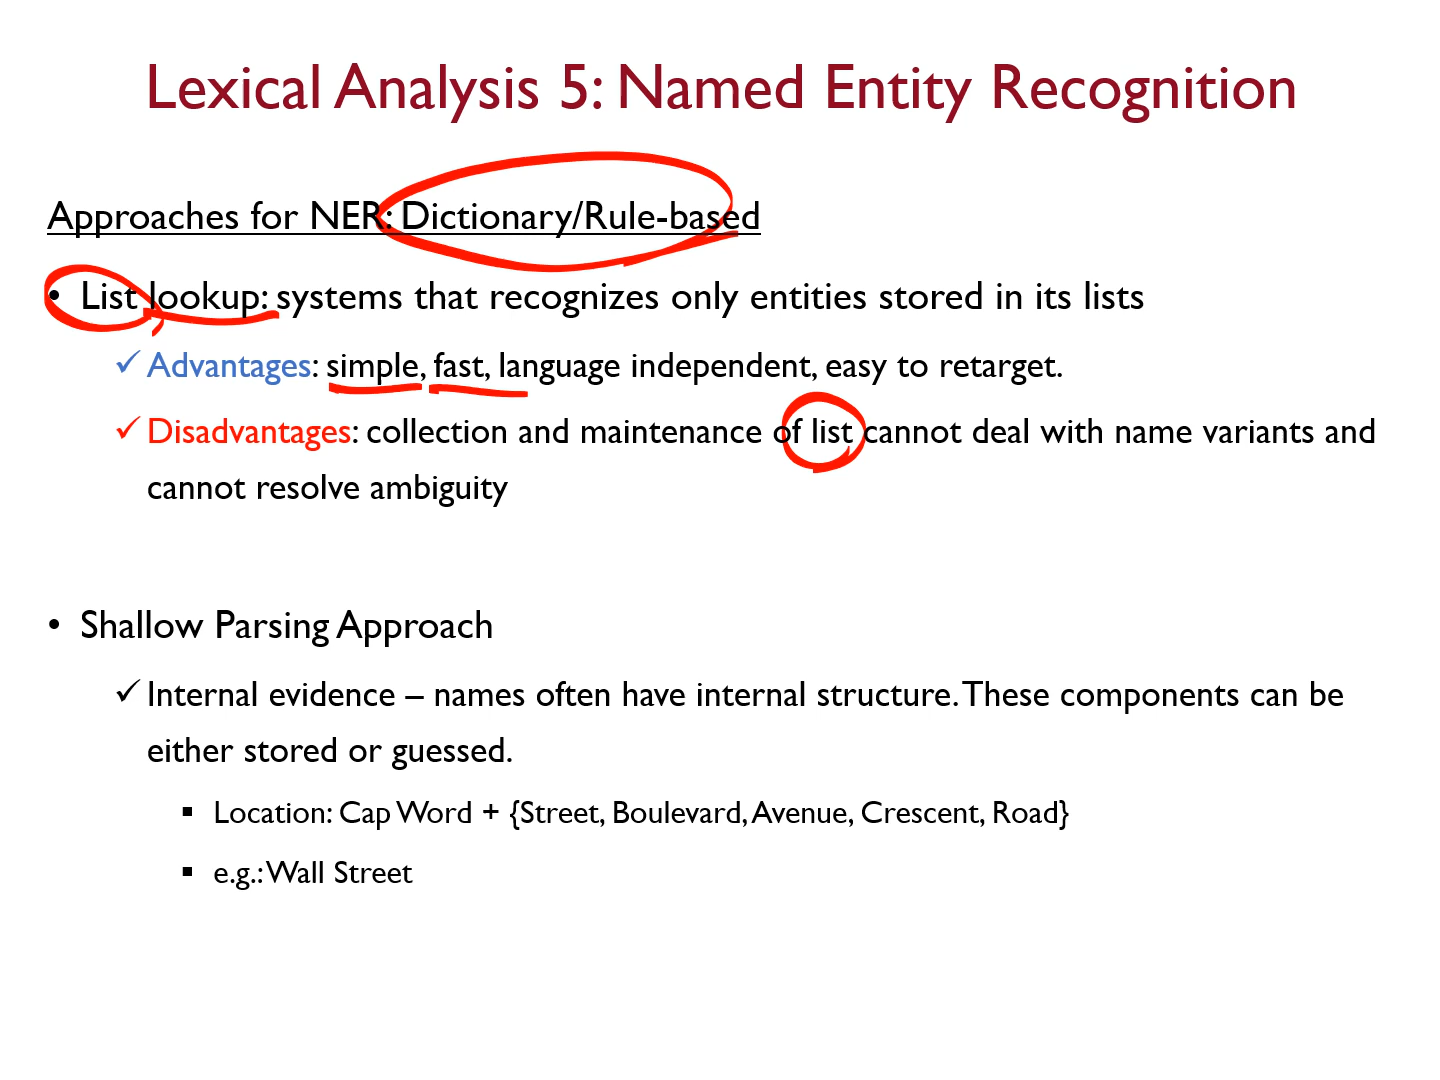 Lexical Analysis 5: Named Entity Recognition
Approaches for NER: Dictionary/Rule-based
• List lookup: systems that recognizes only entities stored in its lists
✓ Advantages: simple, fast, language independent, easy to retarget.
✓ Disadvantages: collection and maintenance of list cannot deal with name variants and
cannot resolve ambiguity
• Shallow Parsing Approach
✓ Internal evidence – names often have internal structure. These components can be
either stored or guessed.
▪ Location: Cap Word + {Street, Boulevard, Avenue, Crescent, Road}
▪ e.g.: Wall Street